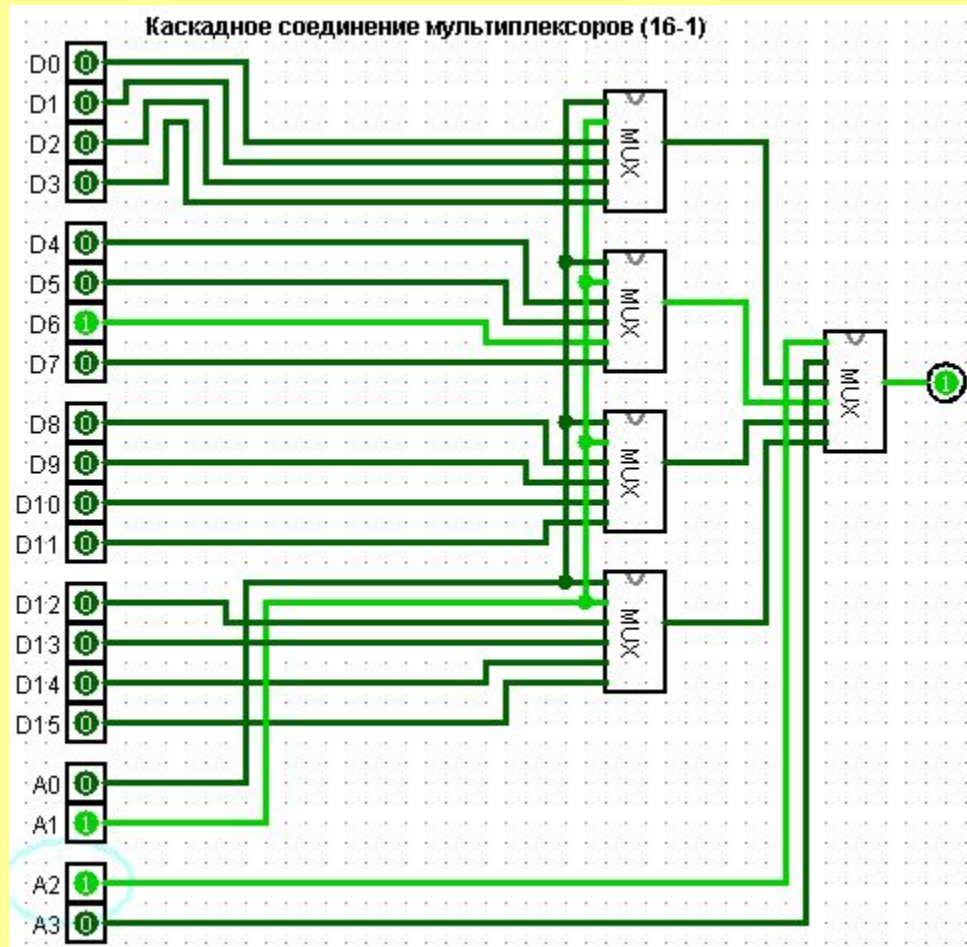 Каскадное соединение мультиплексоров (16-1)
D0 0
D1 0
D2 0
D3 0
MUX
D4 0
D5 0
D6 1
D7 0
MUX
MUX
1
D8 0
D9 0
D10 0
D11 0
MUX
D12 0
D13 0
D14 0
D15 0
MUX
A0 0
A1 1
A2 1
A3 0